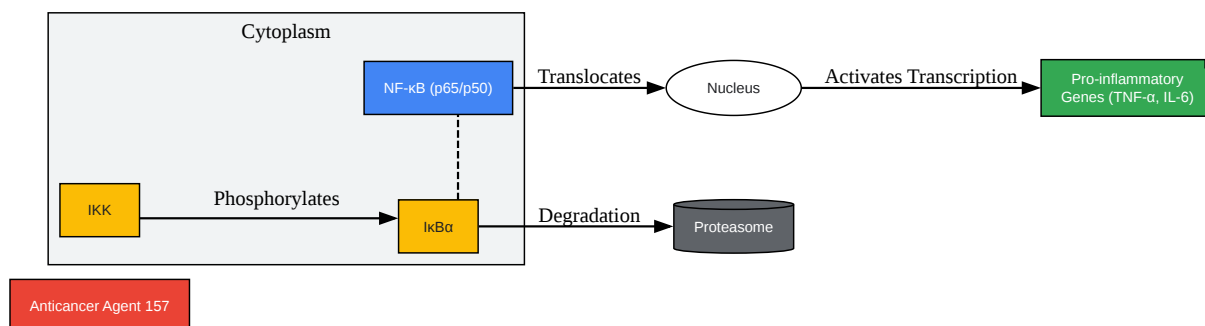 Cytoplasm
NF-κB (p65/p50)
Translocates
Nucleus
Activates Transcription
Pro-inflammatory
Genes (TNF-α, IL-6)
IKK
Phosphorylates
IκBα
Degradation
Proteasome
Anticancer Agent 157